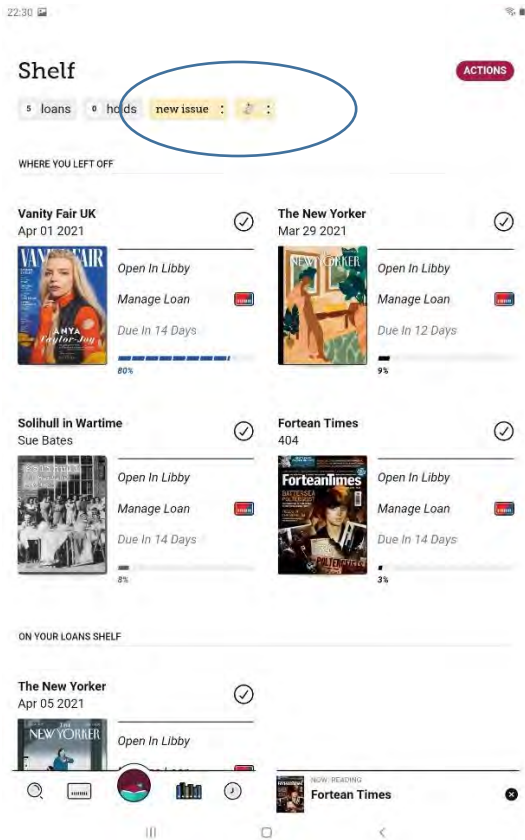 22:30
Shelf
ACTIONS
5 loans 0 holds new issue : :
WHERE YOU LEFT OFF
Vanity Fair UK
Apr 01 2021
VANITY FAIR
ANYA
Taylor-Joy
Open In Libby
Manage Loan
Due In 14 Days
80%
The New Yorker
Mar 29 2021
NEW YORKER
Open In Libby
Manage Loan
Due In 12 Days
9%
Solihull in Wartime
Sue Bates
Solihull
Open In Libby
Manage Loan
Due In 14 Days
8%
Fortean Times
404
ForteanTimes
BATTERSEA
POLTERGEIST
Open In Libby
Manage Loan
Due In 14 Days
3%
ON YOUR LOANS SHELF
The New Yorker
Apr 05 2021
THE
NEW YORKER
Open In Libby
NOW READING
Fortean Times